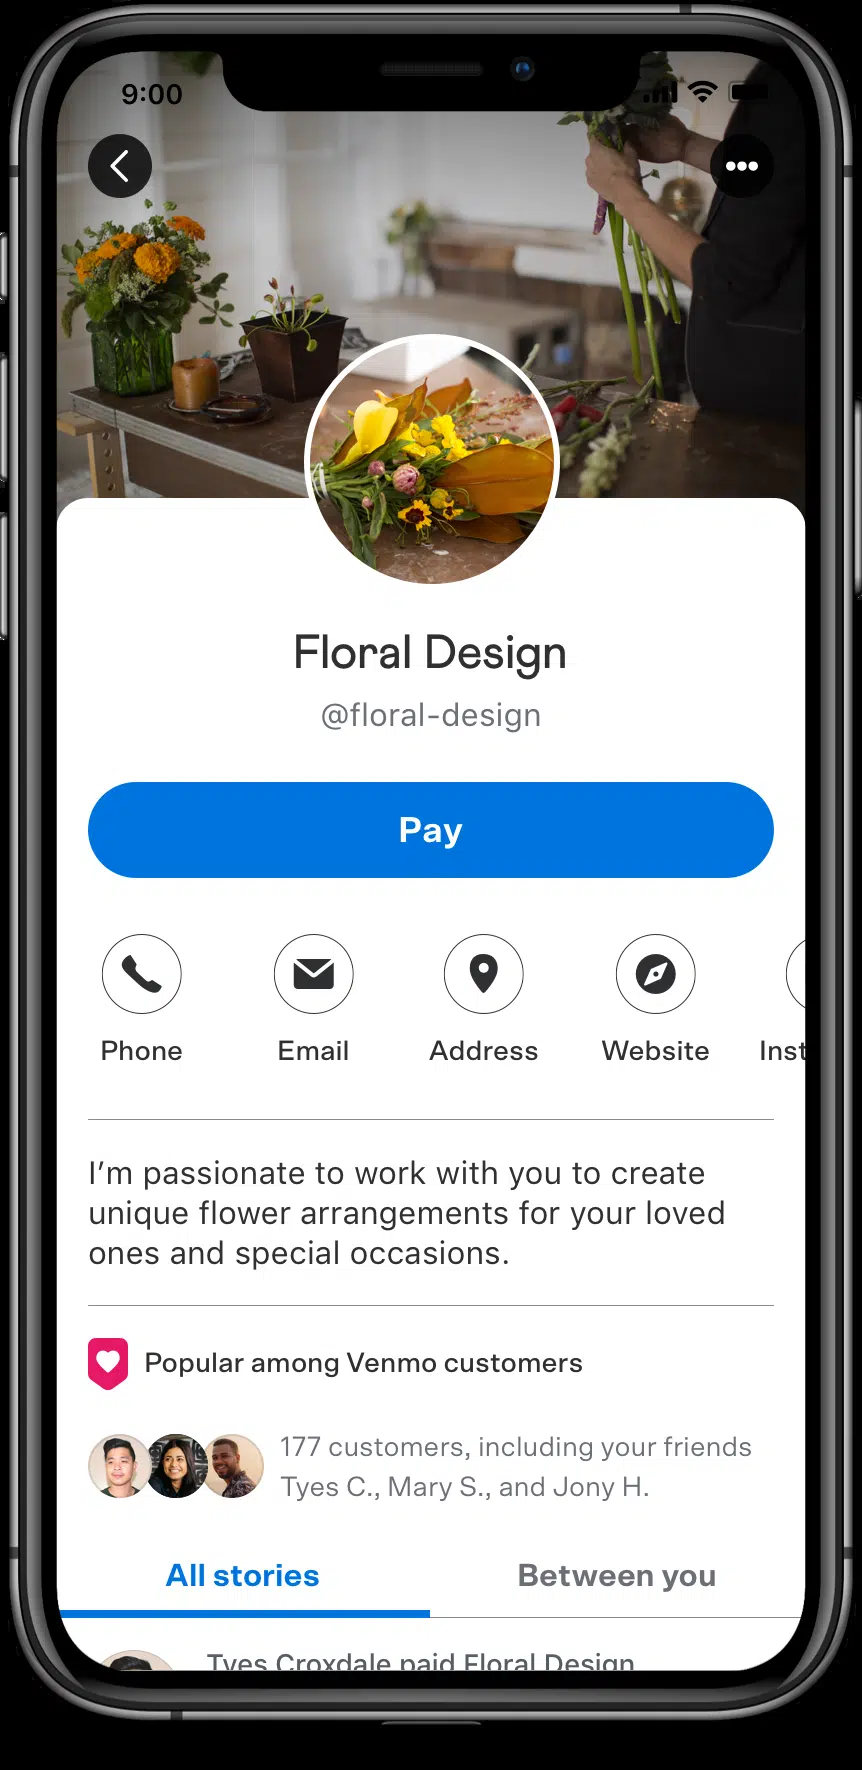 9:00
Floral Design
@floral-design
Pay
Phone Email Address Website Inst
I’m passionate to work with you to create
unique flower arrangements for your loved
ones and special occasions.
Popular among Venmo customers
177 customers, including your friends
Tyes C., Mary S., and Jony H.
All stories Between you
Tyes Croxdale paid Floral Design